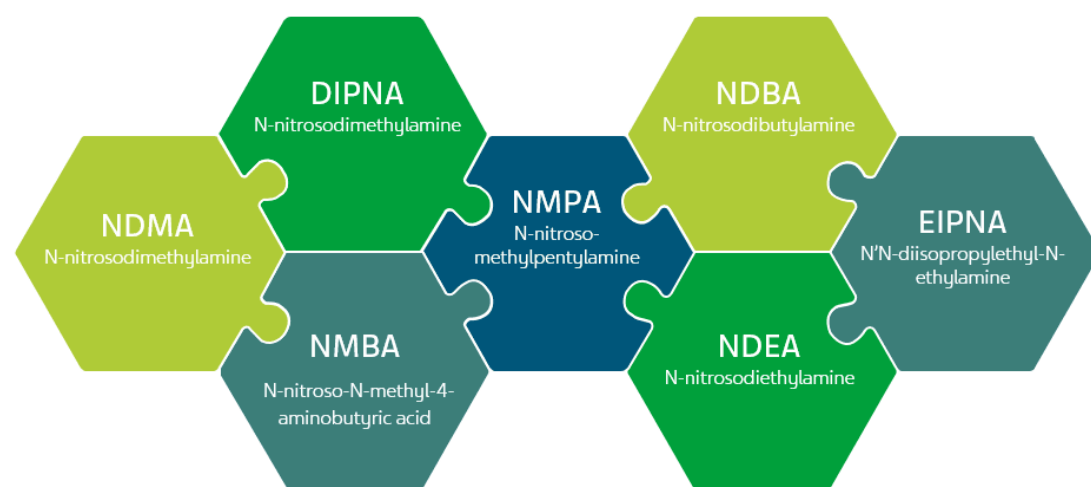 DIPNA
N-nitrosodimethylamine
NDBA
N-nitrosodibutylamine
NDMA
N-nitrosodimethylamine
NMPA
N-nitroso-
methylpentylamine
EIPNA
N'N-diisopropylethyl-N-
ethylamine
NMBA
N-nitroso-N-methyl-4-
aminobutyric acid
NDEA
N-nitrosodiethylamine